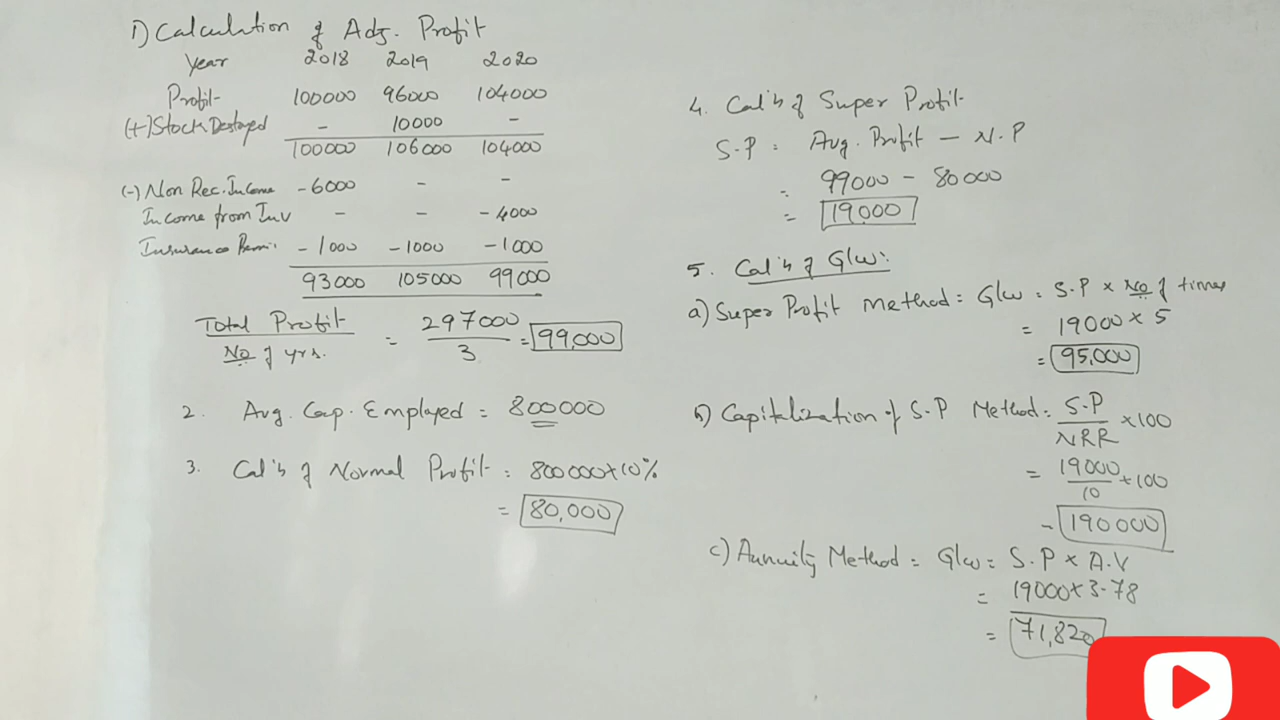 1) Calculation of Adj. Profit
Year 2018 2019 2020
Profit 100000 96000 104000
(+) Stock Destoyed - 10000 -
100000 106000 104000
(-) Non Rec. Income -6000 - -
Income from Inv - - -4000
Insurance Premi. -1000 -1000 -1000
93000 105000 99000
Total Profit / No of yrs. = 297000 / 3 = 99,000
2. Avg. Cap. Employed = 800000
3. Cal'n of Normal Profit = 800000×10%
= 80,000
4. Cal'n of Super Profit
S.P = Avg. Profit - N.P
= 99000 - 80000
= 19,000
5. Cal'n of Glw:
a) Super Profit Method = Glw = S.P × No of times
= 19000 × 5
= 95,000
b) Capitalization of S.P Method = S.P / NRR ×100
= 19000 / 10 ×100
- 190000
c) Annuity Method = Glw = S.P × A.V
= 19000×3.78
= 71,820